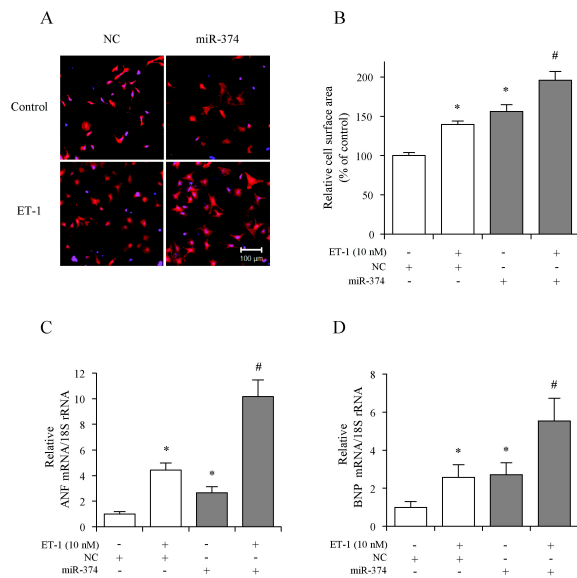 A
NC miR-374
Control
ET-1
100 μm
B
Relative cell surface area
(% of control)
200
150
100
50
0
* * #
ET-1 (10 nM) - + - +
NC + + - -
miR-374 - - + +
C
Relative
ANF mRNA/18S rRNA
12
10
8
6
4
2
0
* * #
ET-1 (10 nM) - + - +
NC + + - -
miR-374 - - + +
D
Relative
BNP mRNA/18S rRNA
8
6
4
2
0
* * #
ET-1 (10 nM) - + - +
NC + + - -
miR-374 - - + +